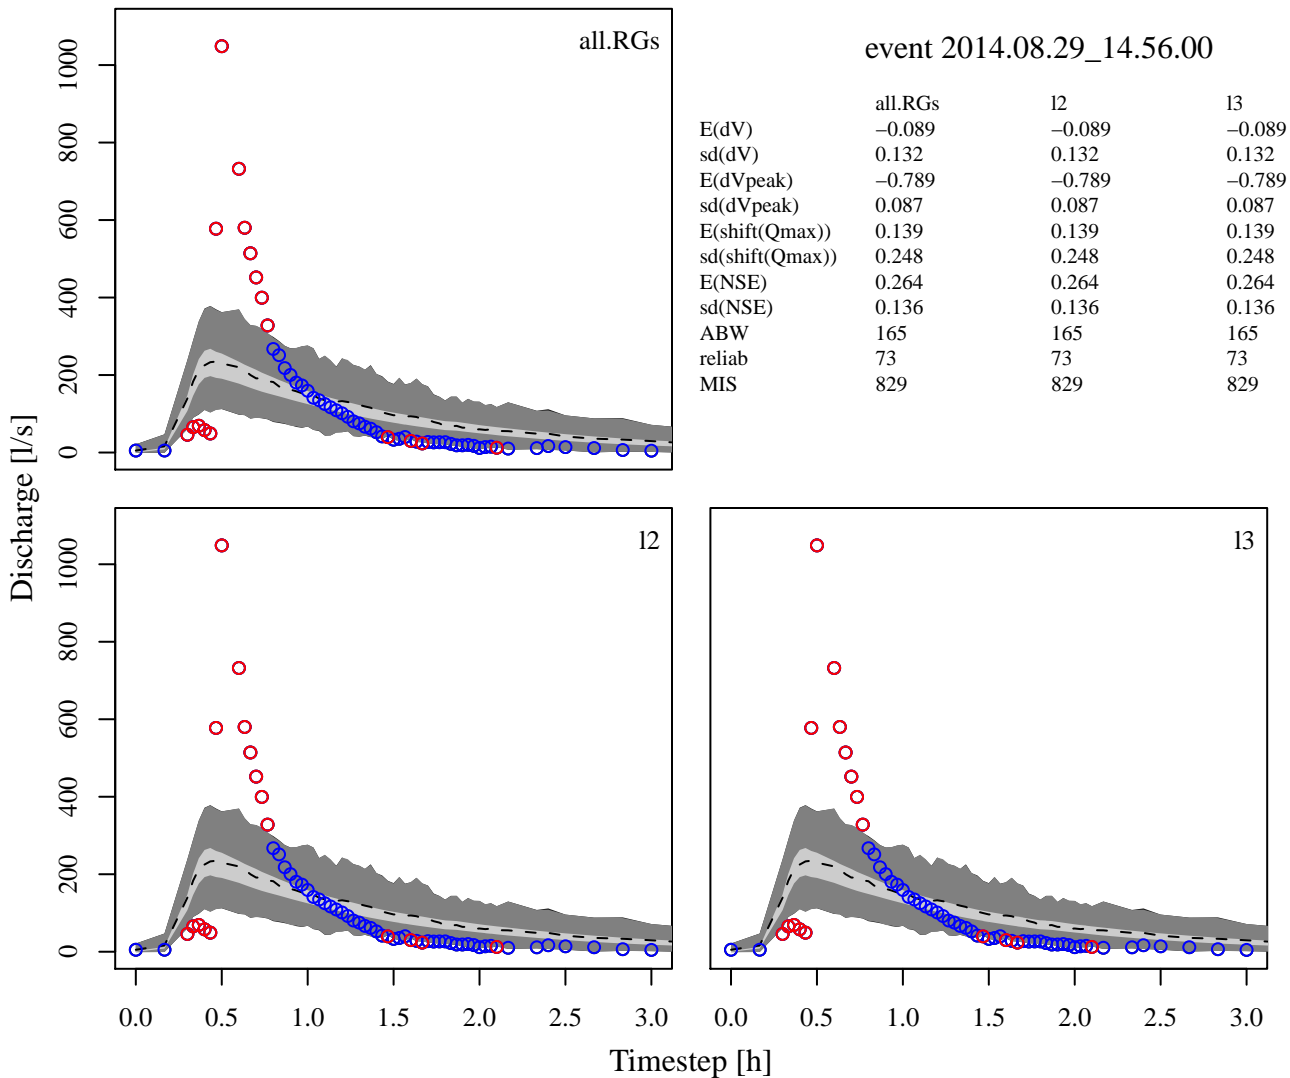 all.RGs
event 2014.08.29_14.56.00
all.RGs l2 l3
E(dV) −0.089 −0.089 −0.089
sd(dV) 0.132 0.132 0.132
E(dVpeak) −0.789 −0.789 −0.789
sd(dVpeak) 0.087 0.087 0.087
E(shift(Qmax)) 0.139 0.139 0.139
sd(shift(Qmax)) 0.248 0.248 0.248
E(NSE) 0.264 0.264 0.264
sd(NSE) 0.136 0.136 0.136
ABW 165 165 165
reliab 73 73 73
MIS 829 829 829
1000
800
600
400
200
0
Discharge [l/s]
l2
l3
1000
800
600
400
200
0
0.0 0.5 1.0 1.5 2.0 2.5 3.0
0.0 0.5 1.0 1.5 2.0 2.5 3.0
Timestep [h]